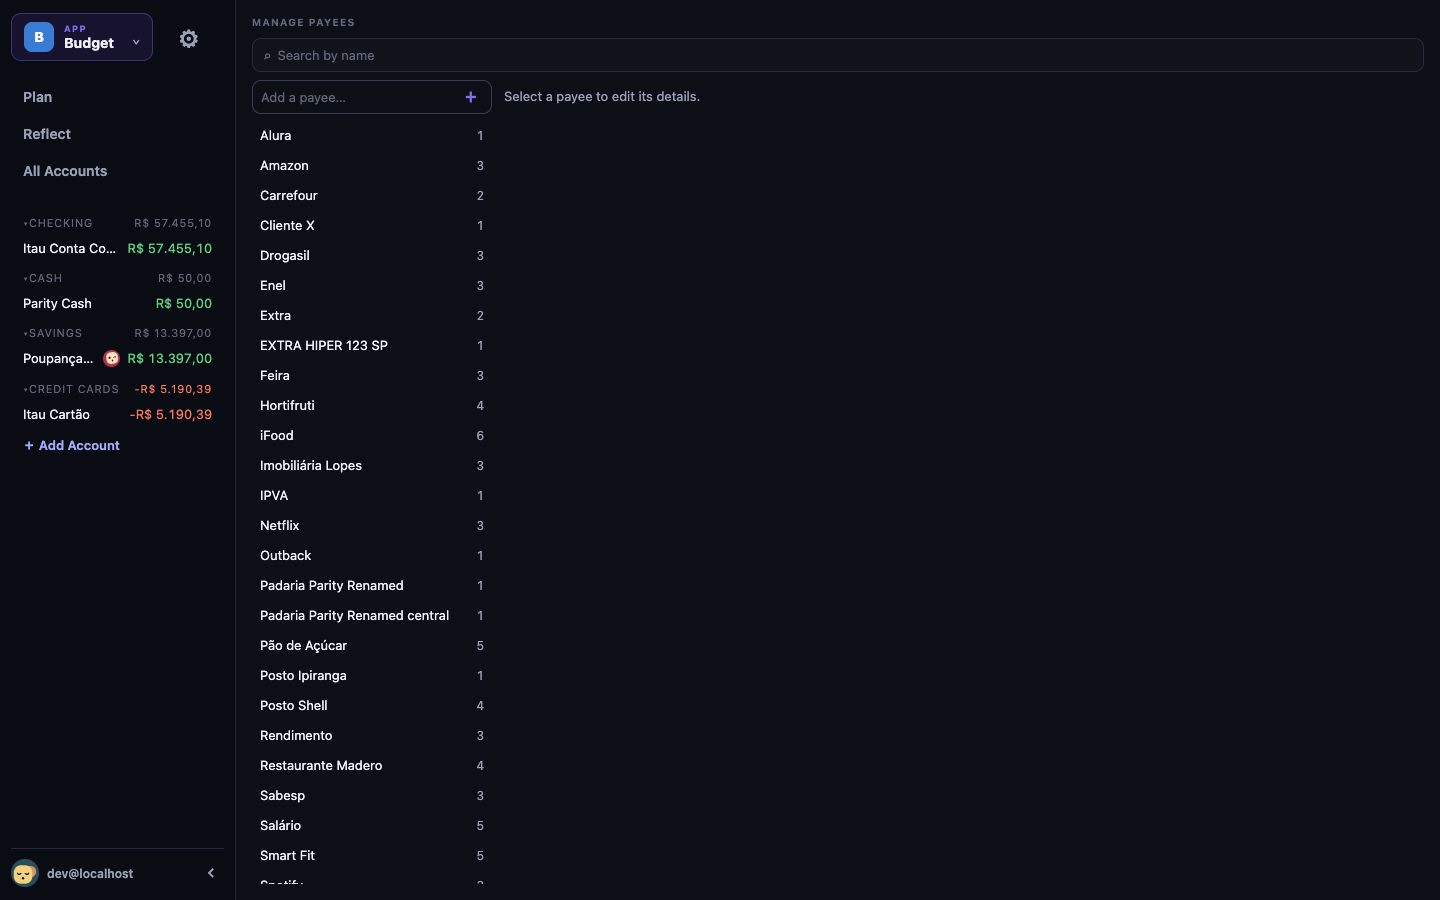 B
APP
Budget
Plan
Reflect
All Accounts
CHECKING R$ 57.455,10
Itau Conta Co... R$ 57.455,10
CASH R$ 50,00
Parity Cash R$ 50,00
SAVINGS R$ 13.397,00
Poupança... R$ 13.397,00
CREDIT CARDS -R$ 5.190,39
Itau Cartão -R$ 5.190,39
+ Add Account
dev@localhost
MANAGE PAYEES
Search by name
Add a payee... +
Select a payee to edit its details.
Alura 1
Amazon 3
Carrefour 2
Cliente X 1
Drogasil 3
Enel 3
Extra 2
EXTRA HIPER 123 SP 1
Feira 3
Hortifruti 4
iFood 6
Imobiliária Lopes 3
IPVA 1
Netflix 3
Outback 1
Padaria Parity Renamed 1
Padaria Parity Renamed central 1
Pão de Açúcar 5
Posto Ipiranga 1
Posto Shell 4
Rendimento 3
Restaurante Madero 4
Sabesp 3
Salário 5
Smart Fit 5
Spotify